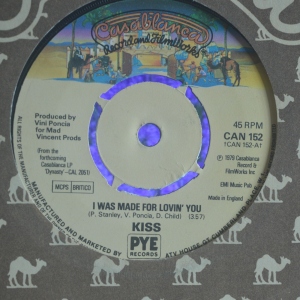 Casablanca
Record and FilmWorks
45 RPM
CAN 152
(CAN 152-A)
Produced by
Vini Poncia
for Mad
Vincent Prods
(From the
forthcoming
Casablanca LP
'Dynasty' - CAL 2051)
MCPS BRITICO
℗ 1979 Casablanca
Record &
FilmWorks Inc
EMI Music Pub
Made in England
I WAS MADE FOR LOVIN' YOU
(P. Stanley, V. Poncia, D. Child) (3.57)
KISS
PYE
RECORDS
MANUFACTURED AND MARKETED BY